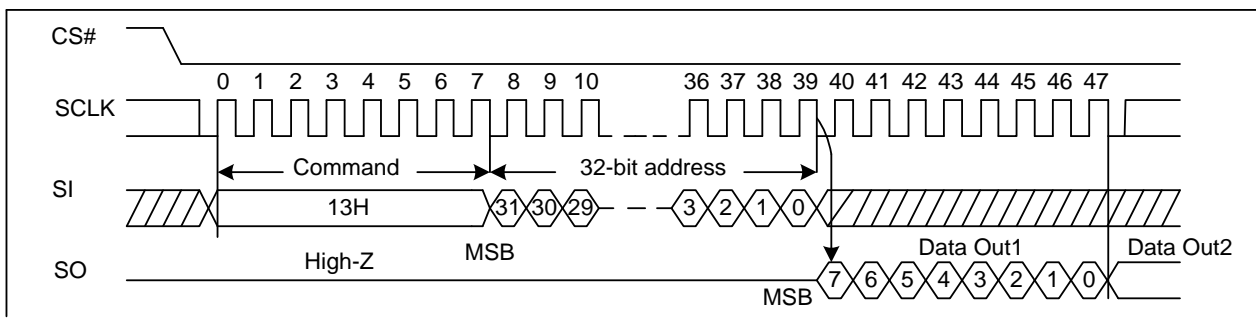 CS#
0 1 2 3 4 5 6 7 8 9 10 36 37 38 39 40 41 42 43 44 45 46 47
SCLK
Command 32-bit address
SI
13H 31 30 29 3 2 1 0
High-Z MSB Data Out1 Data Out2
SO
MSB 7 6 5 4 3 2 1 0